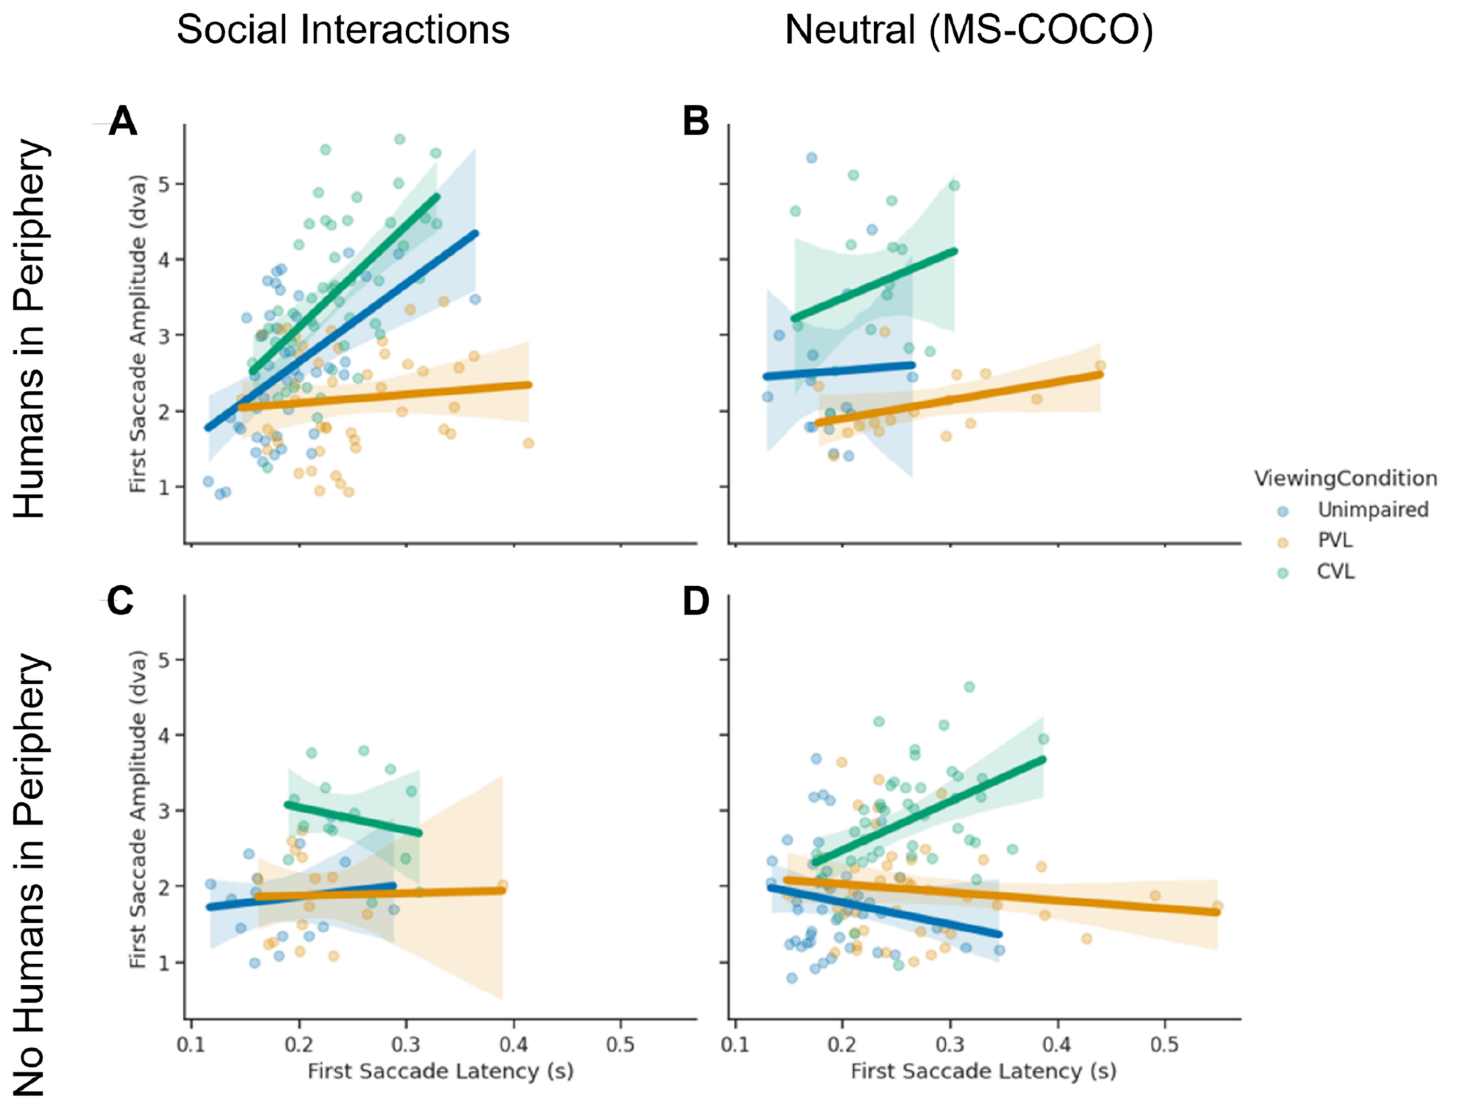 Social Interactions
Neutral (MS-COCO)
Humans in Periphery
A
First Saccade Amplitude (dva)
5
4
3
2
1
B
ViewingCondition
Unimpaired
PVL
CVL
No Humans in Periphery
C
First Saccade Amplitude (dva)
5
4
3
2
1
0.1 0.2 0.3 0.4 0.5
First Saccade Latency (s)
D
0.1 0.2 0.3 0.4 0.5
First Saccade Latency (s)